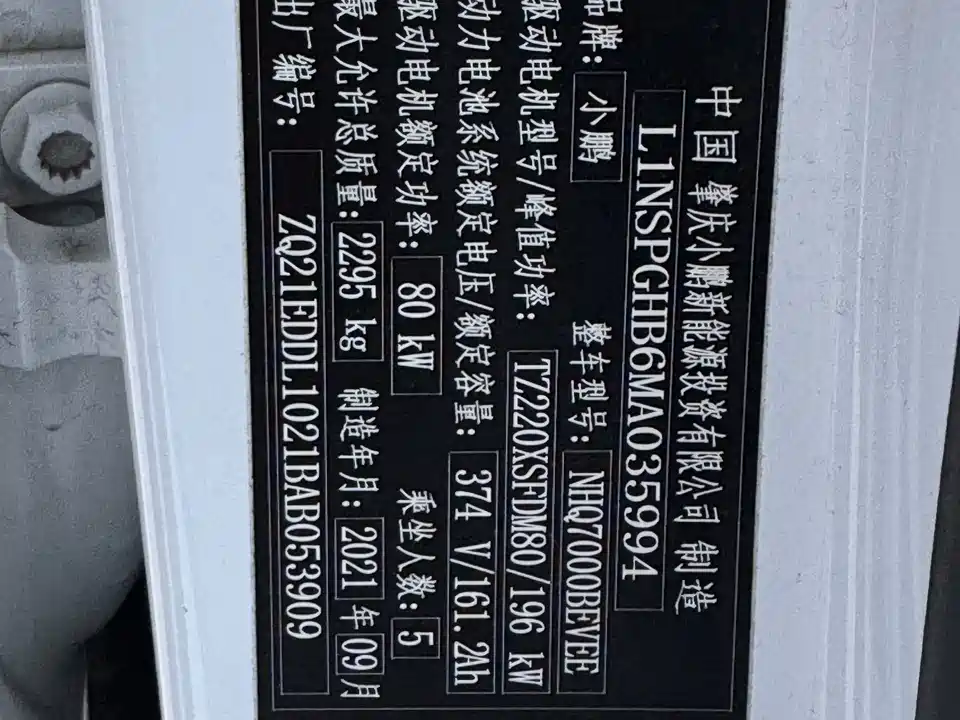 中国 肇庆小鹏新能源投资有限公司 制造
L1NSPGHB6MA035994
品牌: 小鹏 整车型号: NHQ7000BEVEE
驱动电机型号/峰值功率: TZ220XSFDM80/196 kW
动力电池系统额定电压/额定容量: 374 V/161.2Ah
驱动电机额定功率: 80 kW 乘坐人数: 5
最大允许总质量: 2295 kg 制造年月: 2021 年 09 月
出厂编号: ZQ21EDDL1021BAB053909